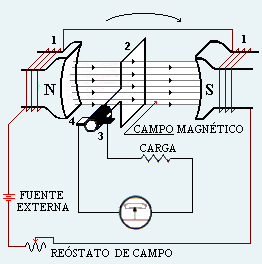 1
2
1
N
S
4
3
CAMPO MAGNÉTICO
CARGA
FUENTE
EXTERNA
REÓSTATO DE CAMPO